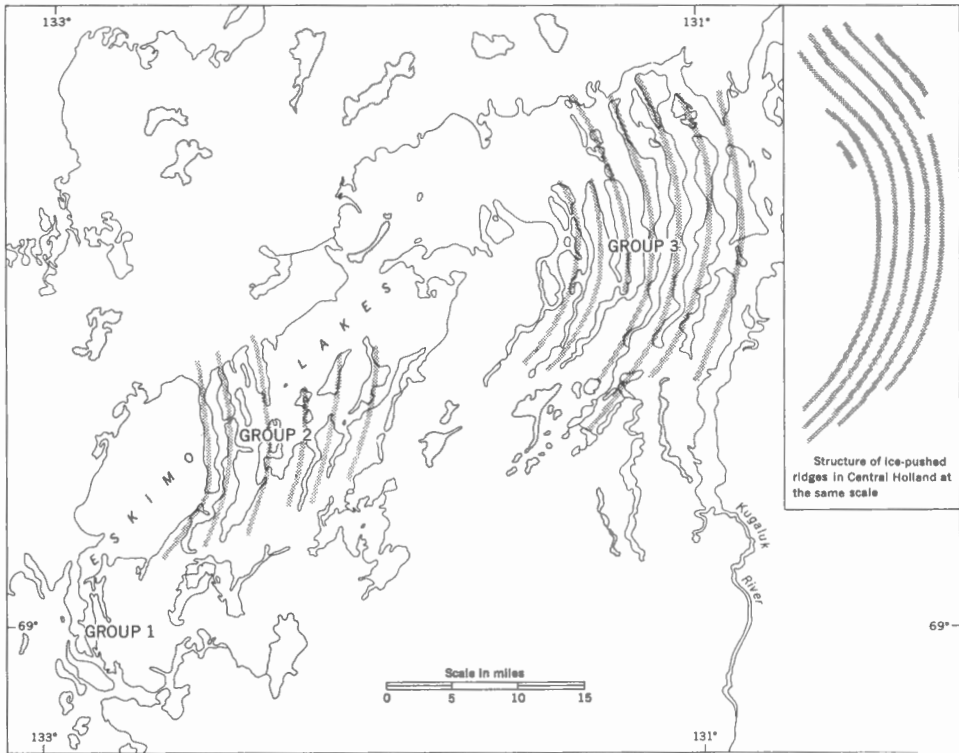 133°
131°
GROUP 3
ESKIMO LAKES
GROUP 2
Structure of ice-pushed
ridges in Central Holland at
the same scale
Kugaluk
River
69°
GROUP 1
69°
Scale in miles
0 5 10 15
133°
131°